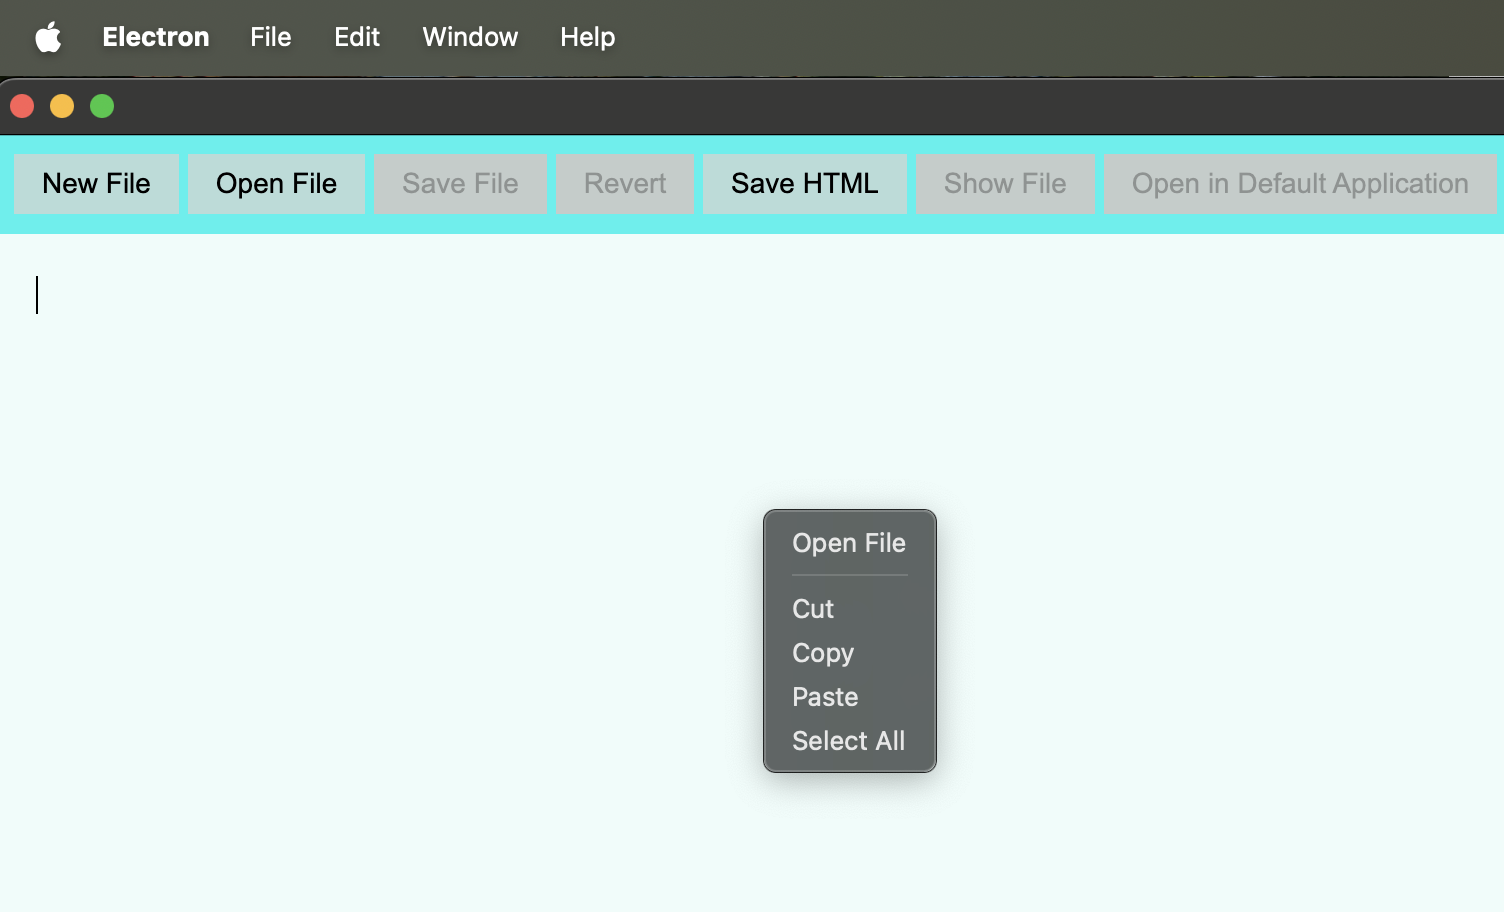 Electron File Edit Window Help
New File Open File Save File Revert Save HTML Show File Open in Default Application
Open File
Cut
Copy
Paste
Select All